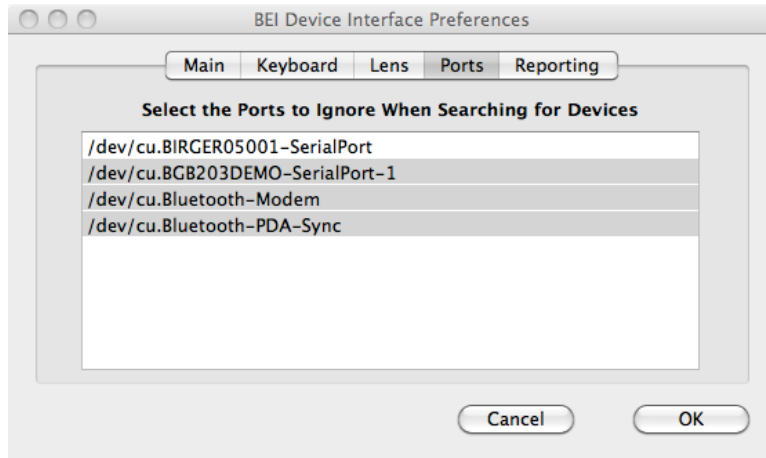 BEI Device Interface Preferences
Main Keyboard Lens Ports Reporting
Select the Ports to Ignore When Searching for Devices
/dev/cu.BIRGER05001-SerialPort
/dev/cu.BGB203DEMO-SerialPort-1
/dev/cu.Bluetooth-Modem
/dev/cu.Bluetooth-PDA-Sync
Cancel OK